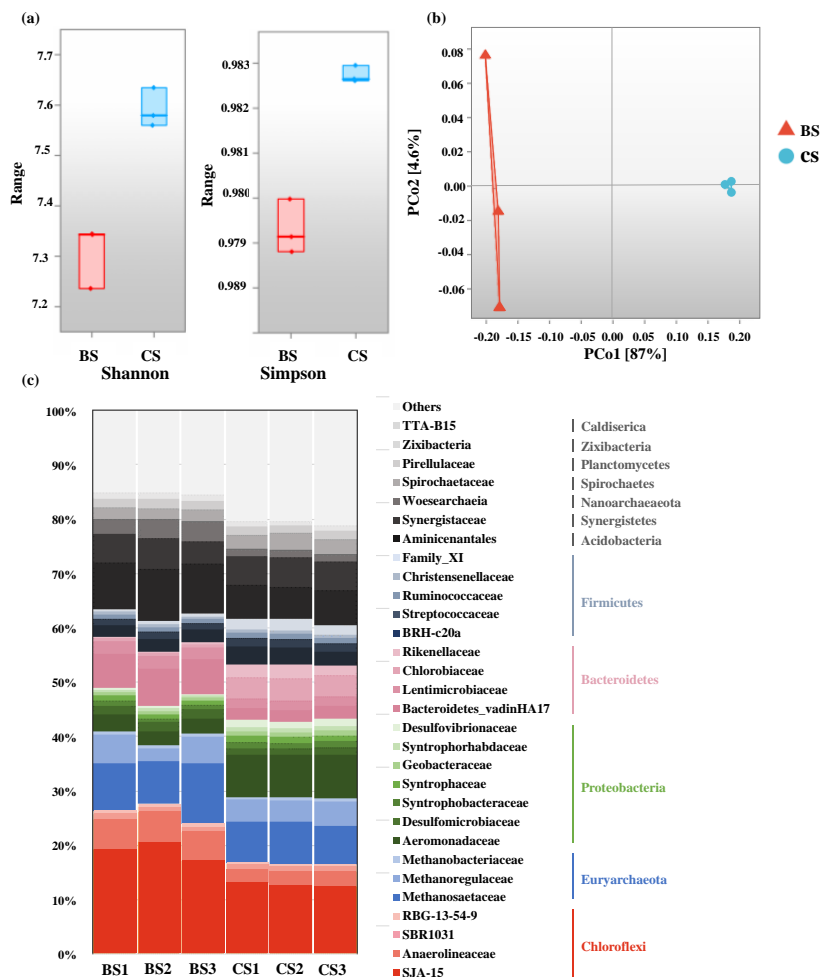 (a)
7.7
7.6
7.5
7.4
7.3
7.2
Range
BS
CS
Shannon
0.983
0.982
0.981
0.980
0.979
0.989
Range
BS
CS
Simpson
(b)
0.08
0.06
0.04
0.02
0.00
-0.02
-0.04
-0.06
PCo2 [4.6%]
-0.20 -0.15 -0.10 -0.05 0.00 0.05 0.10 0.15 0.20
PCo1 [87%]
BS
CS
(c)
100%
90%
80%
70%
60%
50%
40%
30%
20%
10%
0%
BS1 BS2 BS3 CS1 CS2 CS3
Others
TTA-B15
Zixibacteria
Pirellulaceae
Spirochaetaceae
Woesearchaeia
Synergistaceae
Aminicenantales
Family_XI
Christensenellaceae
Ruminococcaceae
Streptococcaceae
BRH-c20a
Rikenellaceae
Chlorobiaceae
Lentimicrobiaceae
Bacteroidetes_vadinHA17
Desulfovibrionaceae
Syntrophorhabdaceae
Geobacteraceae
Syntrophaceae
Syntrophobacteraceae
Desulfomicrobiaceae
Aeromonadaceae
Methanobacteriaceae
Methanoregulaceae
Methanosaetaceae
RBG-13-54-9
SBR1031
Anaerolineaceae
SJA-15
Caldiserica
Zixibacteria
Planctomycetes
Spirochaetes
Nanoarchaeaeota
Synergistetes
Acidobacteria
Firmicutes
Bacteroidetes
Proteobacteria
Euryarchaeota
Chloroflexi